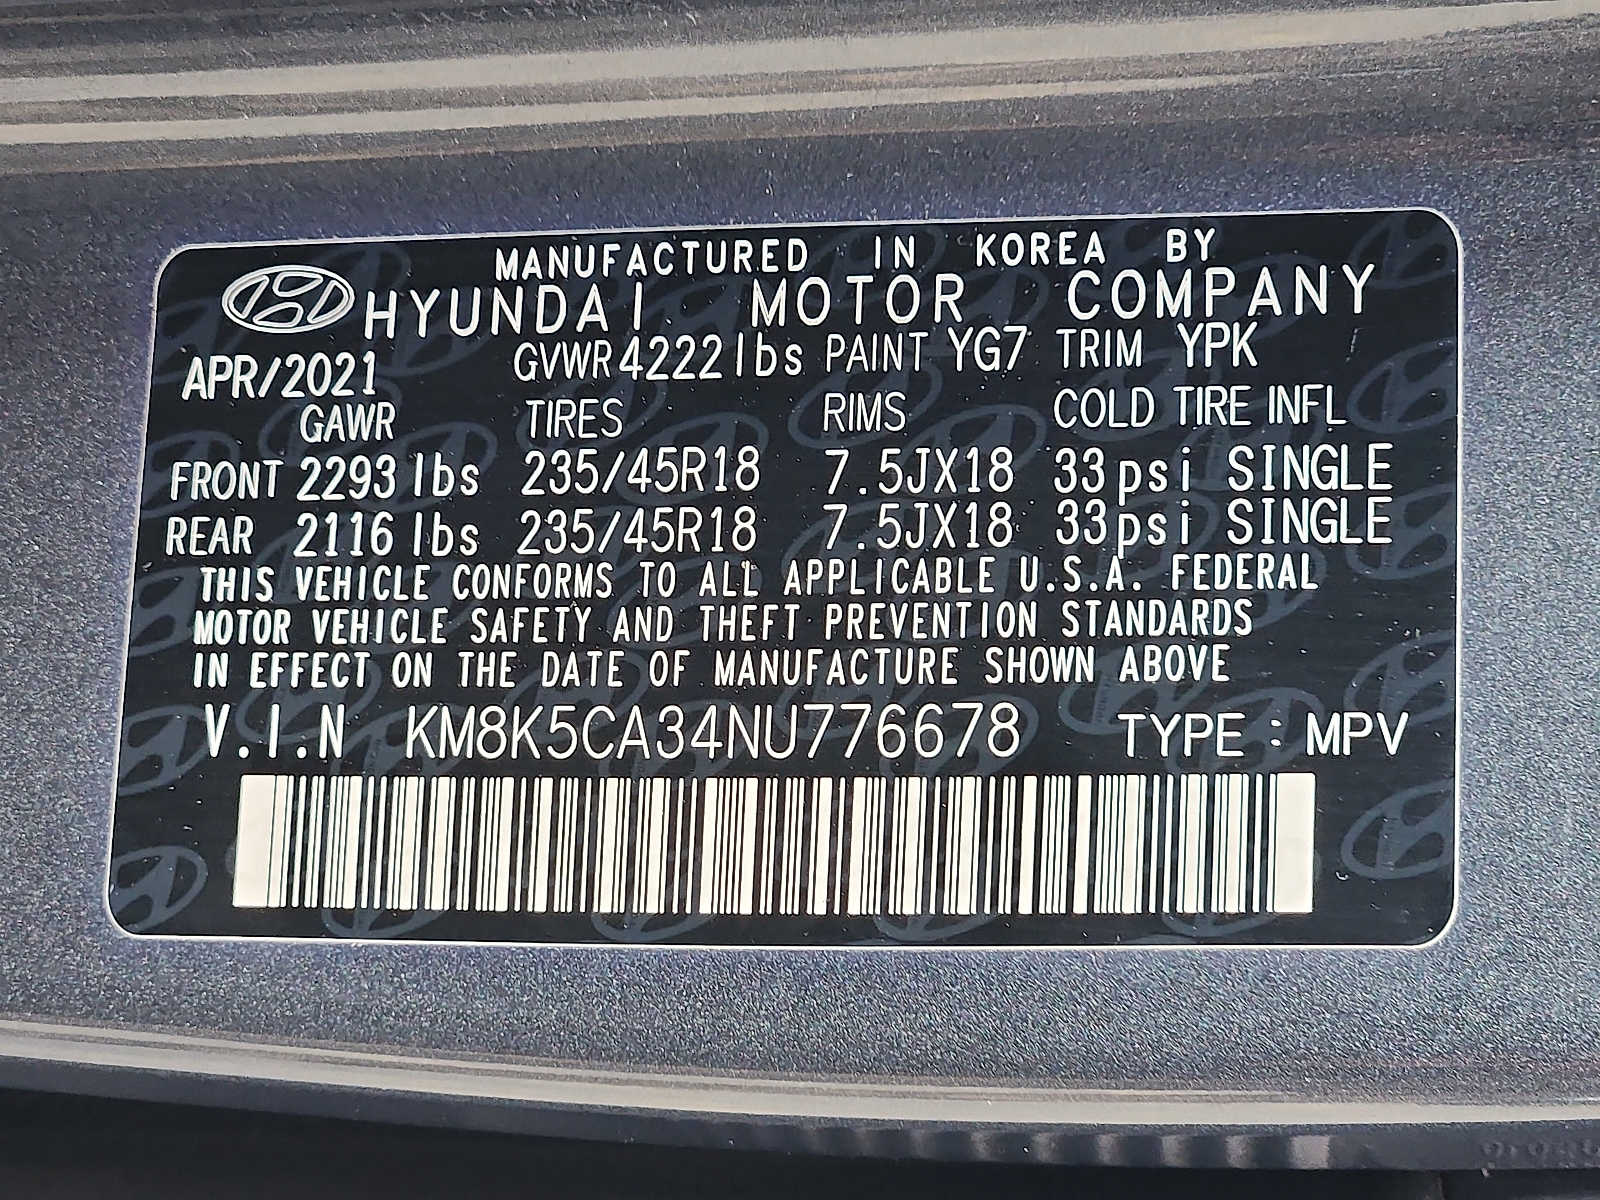 MANUFACTURED IN KOREA BY
HYUNDAI MOTOR COMPANY
APR/2021 GVWR 4222 lbs PAINT YG7 TRIM YPK
GAWR TIRES RIMS COLD TIRE INFL
FRONT 2293 lbs 235/45R18 7.5JX18 33psi SINGLE
REAR 2116 lbs 235/45R18 7.5JX18 33psi SINGLE
THIS VEHICLE CONFORMS TO ALL APPLICABLE U.S.A. FEDERAL
MOTOR VEHICLE SAFETY AND THEFT PREVENTION STANDARDS
IN EFFECT ON THE DATE OF MANUFACTURE SHOWN ABOVE
V.I.N KM8K5CA34NU776678 TYPE : MPV